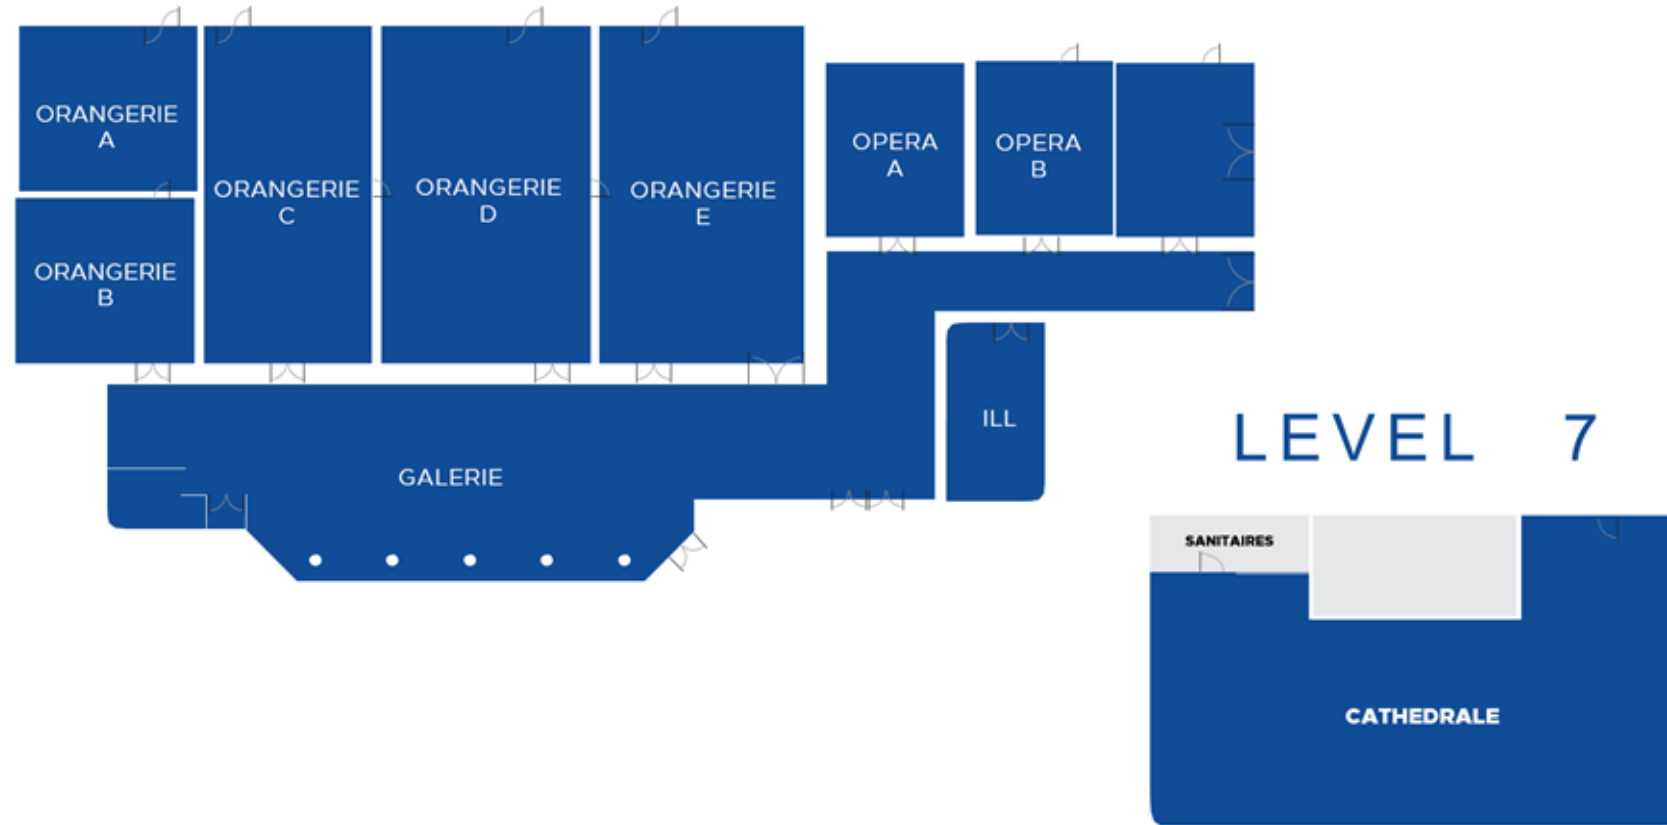 ORANGERIE
A
ORANGERIE
B
ORANGERIE
C
ORANGERIE
D
ORANGERIE
E
OPERA
A
OPERA
B
GALERIE
ILL
LEVEL 7
SANITAIRES
CATHEDRALE